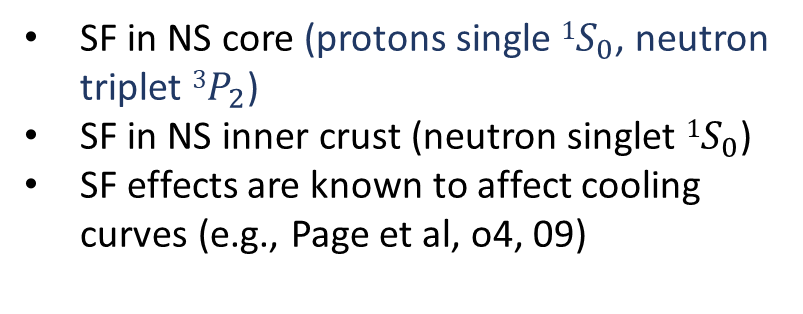 • SF in NS core (protons single ¹S₀, neutron
triplet ³P₂)
• SF in NS inner crust (neutron singlet ¹S₀)
• SF effects are known to affect cooling
curves (e.g., Page et al, o4, 09)